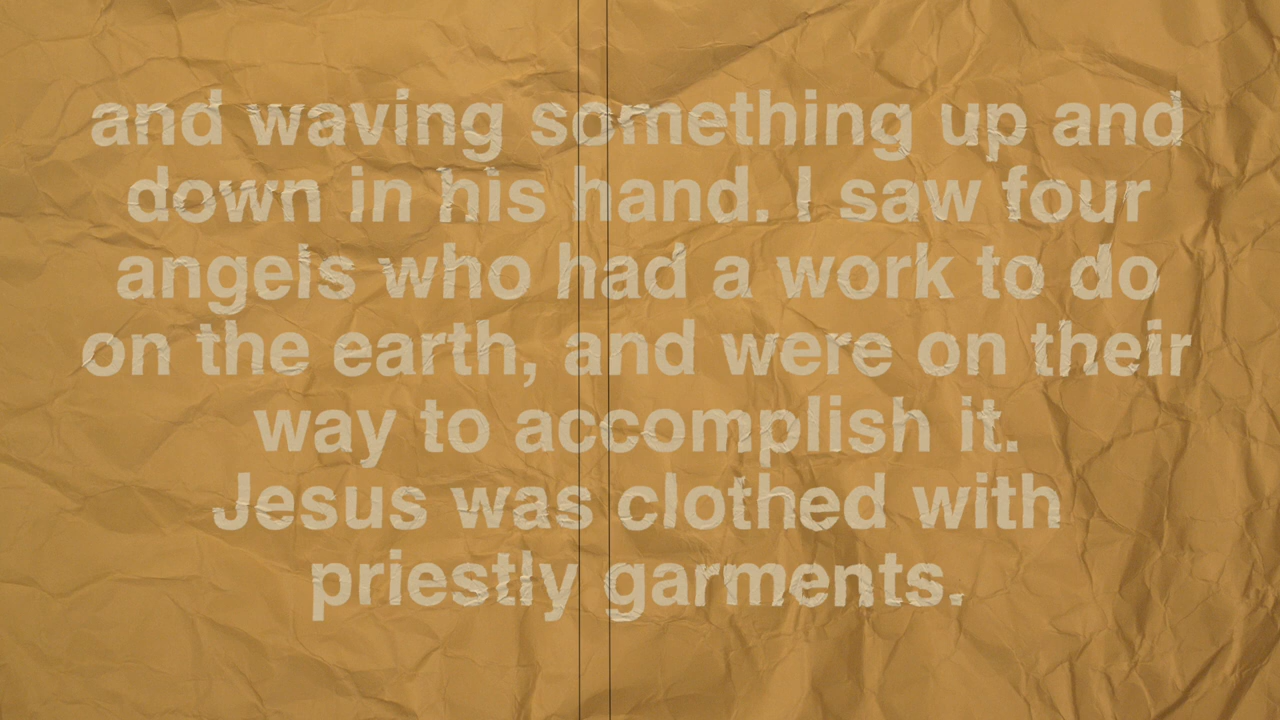 and waving something up and
down in his hand. I saw four
angels who had a work to do
on the earth, and were on their
way to accomplish it.
Jesus was clothed with
priestly garments.